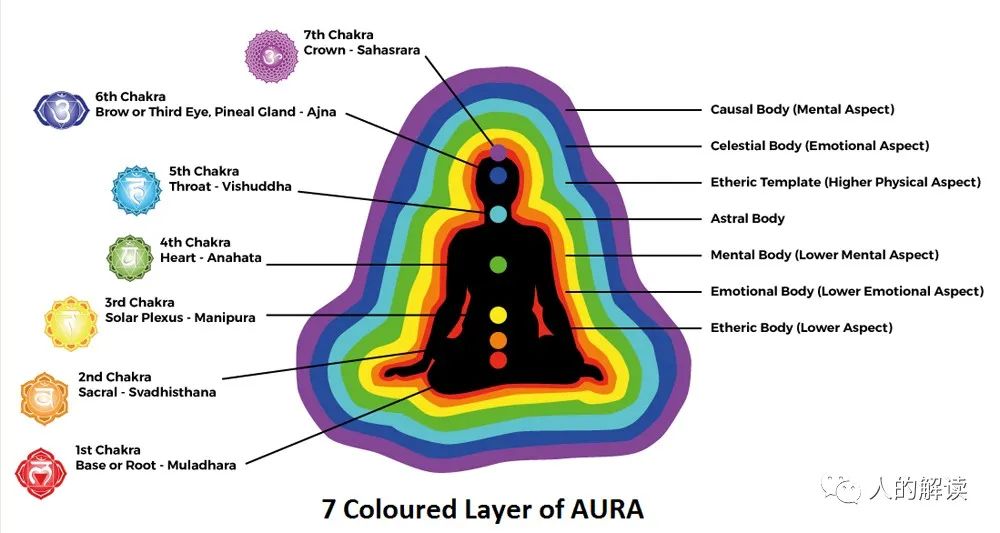 7th Chakra
Crown - Sahasrara
6th Chakra
Brow or Third Eye, Pineal Gland - Ajna
5th Chakra
Throat - Vishuddha
4th Chakra
Heart - Anahata
3rd Chakra
Solar Plexus - Manipura
2nd Chakra
Sacral - Svadhisthana
1st Chakra
Base or Root - Muladhara
Causal Body (Mental Aspect)
Celestial Body (Emotional Aspect)
Etheric Template (Higher Physical Aspect)
Astral Body
Mental Body (Lower Mental Aspect)
Emotional Body (Lower Emotional Aspect)
Etheric Body (Lower Aspect)
7 Coloured Layer of AURA
人的解读